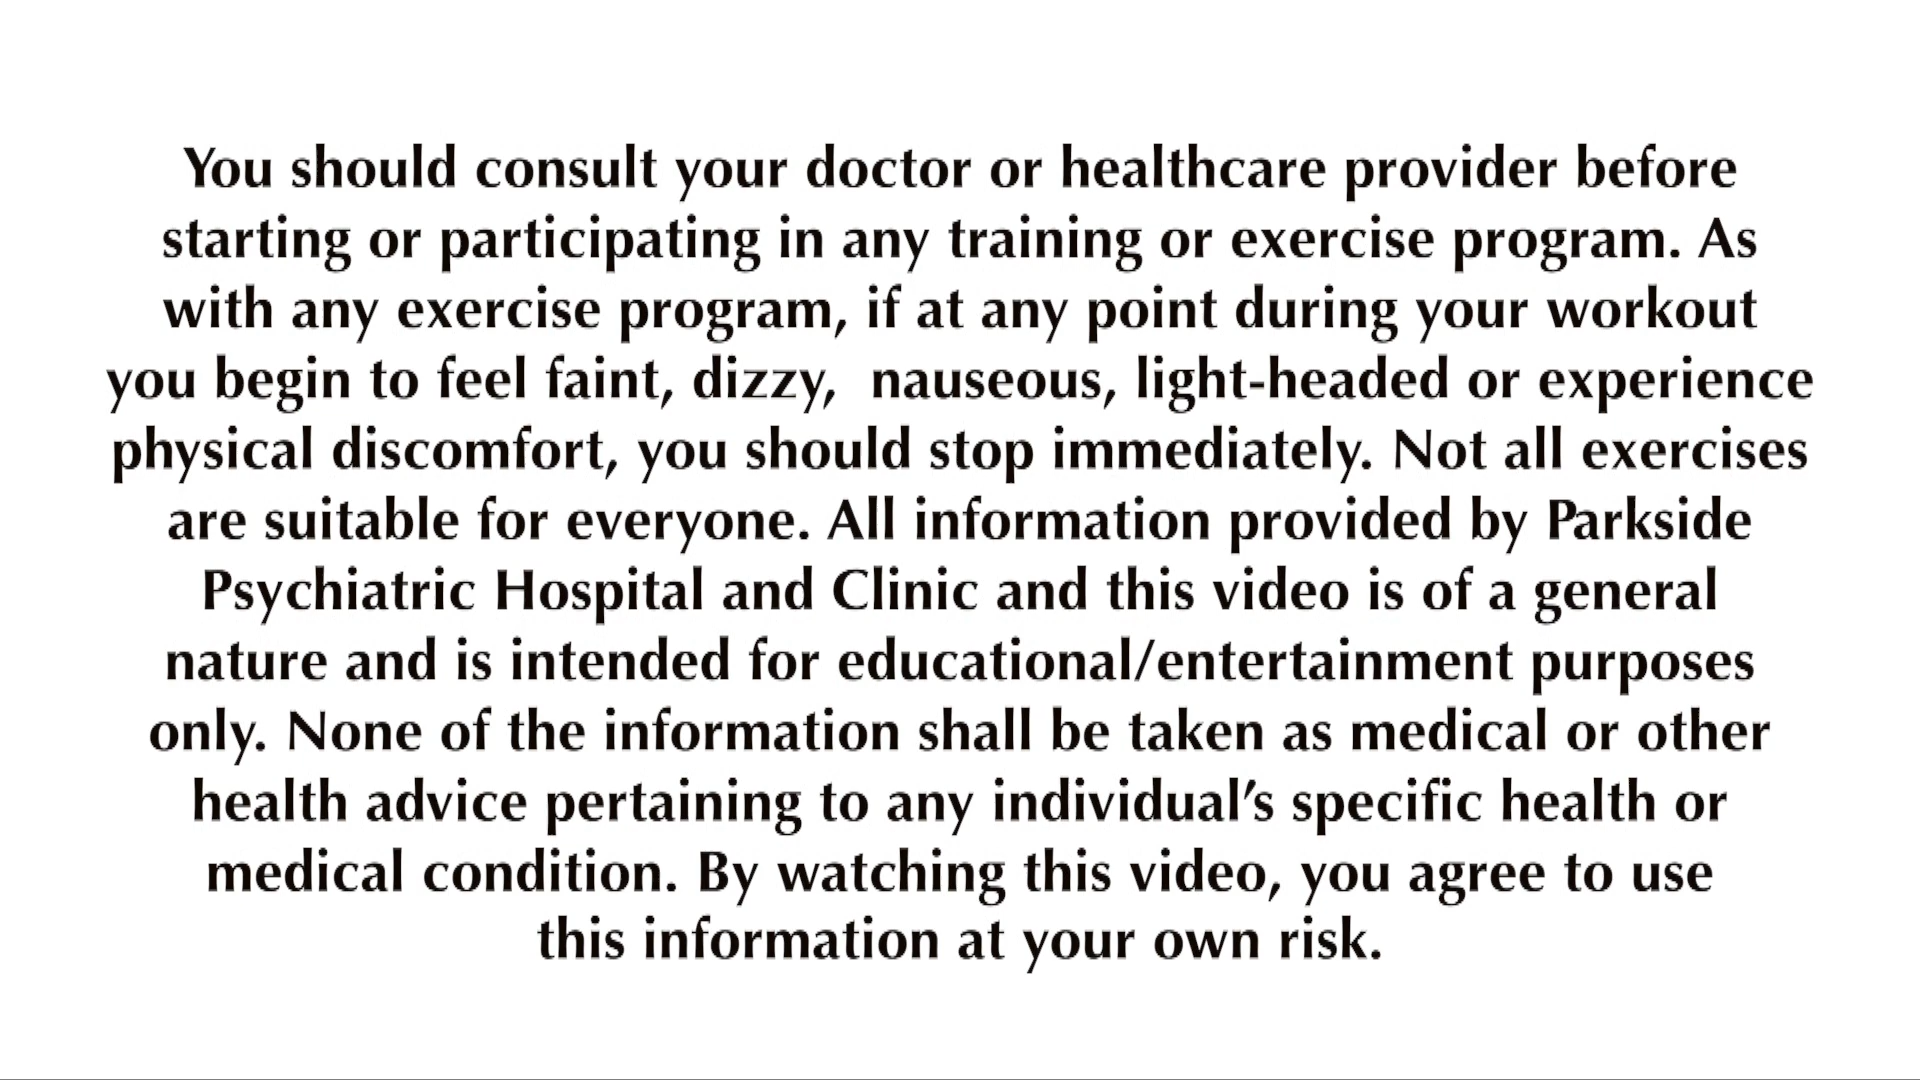 You should consult your doctor or healthcare provider before
starting or participating in any training or exercise program. As
with any exercise program, if at any point during your workout
you begin to feel faint, dizzy,  nauseous, light-headed or experience
physical discomfort, you should stop immediately. Not all exercises
are suitable for everyone. All information provided by Parkside
Psychiatric Hospital and Clinic and this video is of a general
nature and is intended for educational/entertainment purposes
only. None of the information shall be taken as medical or other
health advice pertaining to any individual’s specific health or
medical condition. By watching this video, you agree to use
this information at your own risk.